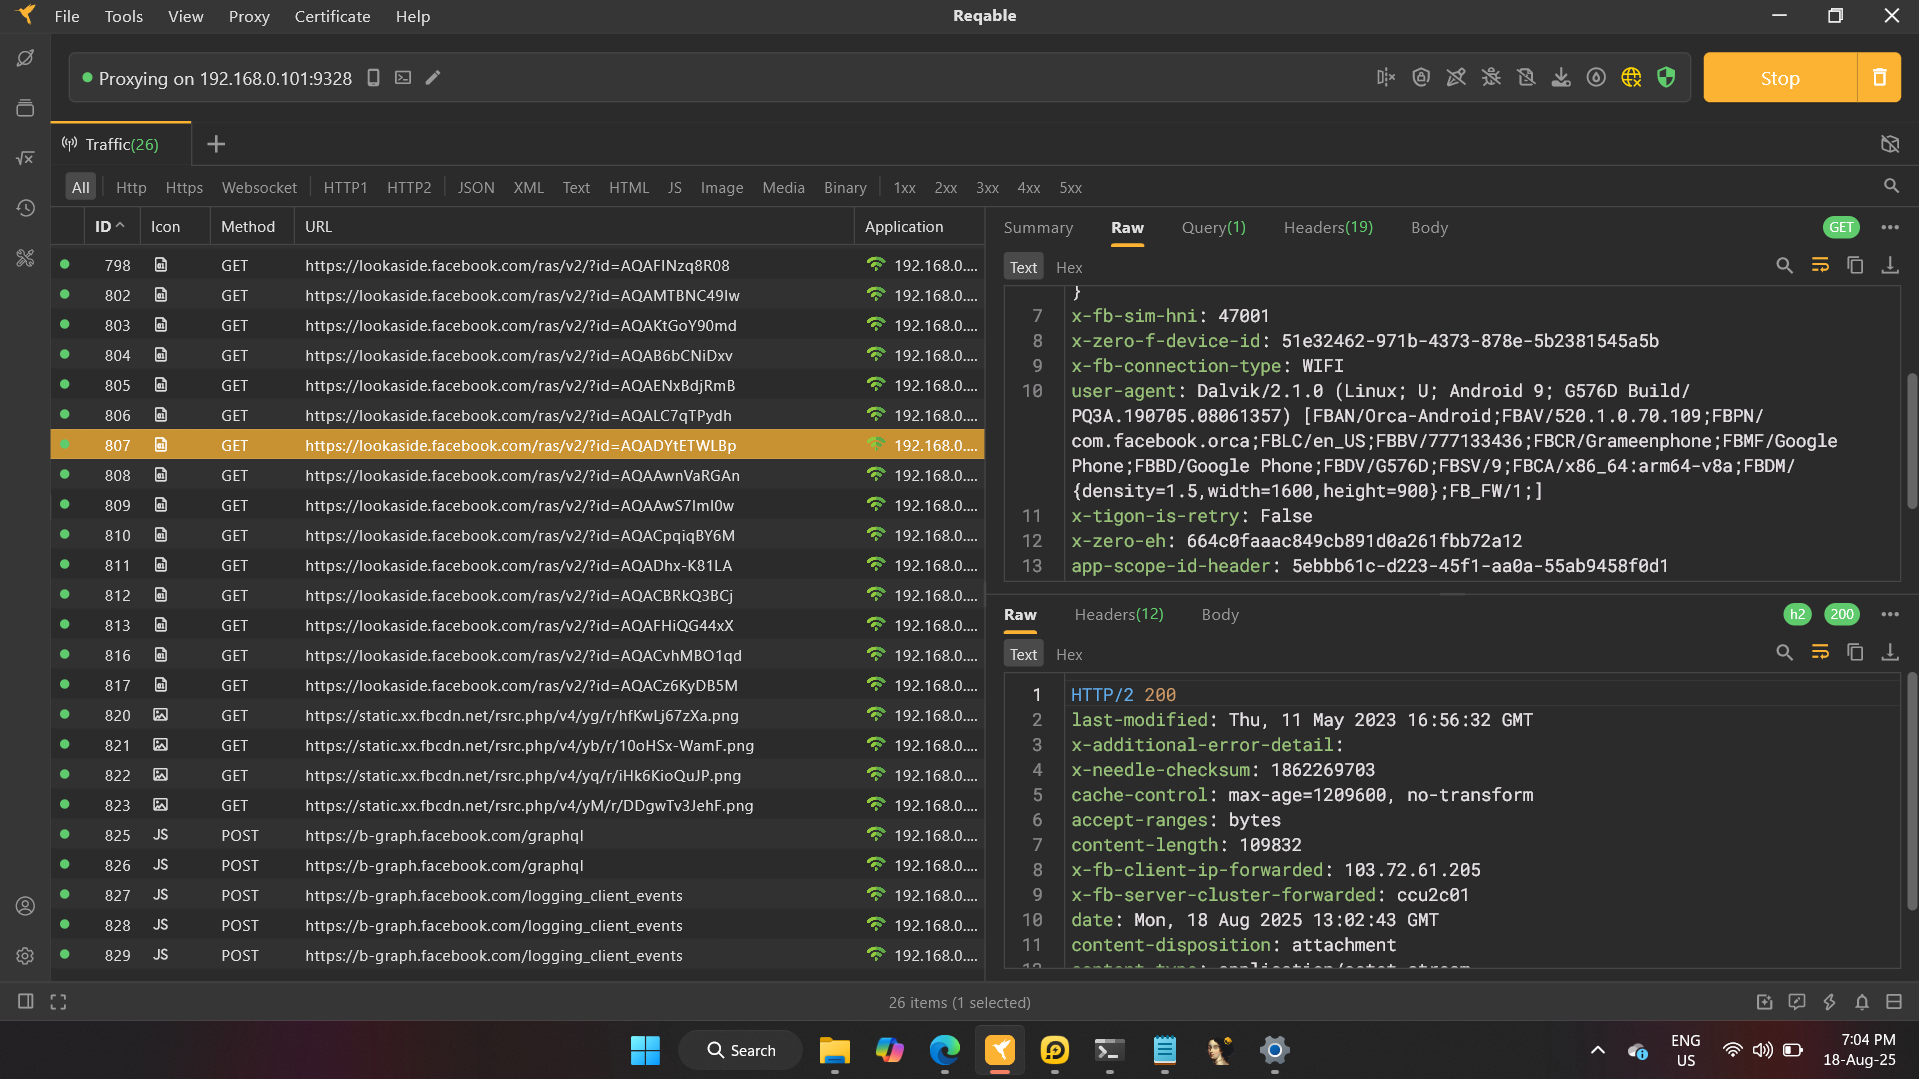 File Tools View Proxy Certificate Help
Reqable
Proxying on 192.168.0.101:9328
Stop
Traffic(26)
All Http Https Websocket HTTP1 HTTP2 JSON XML Text HTML JS Image Media Binary 1xx 2xx 3xx 4xx 5xx
ID Icon Method URL Application
798 GET https://lookaside.facebook.com/ras/v2/?id=AQAFINzq8R08 192.168.0....
802 GET https://lookaside.facebook.com/ras/v2/?id=AQAMTBNC49Iw 192.168.0....
803 GET https://lookaside.facebook.com/ras/v2/?id=AQAKtGoY90md 192.168.0....
804 GET https://lookaside.facebook.com/ras/v2/?id=AQAB6bCNiDxv 192.168.0....
805 GET https://lookaside.facebook.com/ras/v2/?id=AQAENxBdjRmB 192.168.0....
806 GET https://lookaside.facebook.com/ras/v2/?id=AQALC7qTPydh 192.168.0....
807 GET https://lookaside.facebook.com/ras/v2/?id=AQADYtETWLBp 192.168.0....
808 GET https://lookaside.facebook.com/ras/v2/?id=AQAAwnVaRGAn 192.168.0....
809 GET https://lookaside.facebook.com/ras/v2/?id=AQAAwS7ImI0w 192.168.0....
810 GET https://lookaside.facebook.com/ras/v2/?id=AQACpqiqBY6M 192.168.0....
811 GET https://lookaside.facebook.com/ras/v2/?id=AQADhx-K81LA 192.168.0....
812 GET https://lookaside.facebook.com/ras/v2/?id=AQACBRkQ3BCj 192.168.0....
813 GET https://lookaside.facebook.com/ras/v2/?id=AQAFHiQG44xX 192.168.0....
816 GET https://lookaside.facebook.com/ras/v2/?id=AQACvhMBO1qd 192.168.0....
817 GET https://lookaside.facebook.com/ras/v2/?id=AQACz6KyDB5M 192.168.0....
820 GET https://static.xx.fbcdn.net/rsrc.php/v4/yg/r/hfKwLj67zXa.png 192.168.0....
821 GET https://static.xx.fbcdn.net/rsrc.php/v4/yb/r/10oHSx-WamF.png 192.168.0....
822 GET https://static.xx.fbcdn.net/rsrc.php/v4/yq/r/iHk6KioQuJP.png 192.168.0....
823 GET https://static.xx.fbcdn.net/rsrc.php/v4/yM/r/DDgwTv3JehF.png 192.168.0....
825 JS POST https://b-graph.facebook.com/graphql 192.168.0....
826 JS POST https://b-graph.facebook.com/graphql 192.168.0....
827 JS POST https://b-graph.facebook.com/logging_client_events 192.168.0....
828 JS POST https://b-graph.facebook.com/logging_client_events 192.168.0....
829 JS POST https://b-graph.facebook.com/logging_client_events 192.168.0....
Summary Raw Query(1) Headers(19) Body GET
Text Hex
}
7 x-fb-sim-hni: 47001
8 x-zero-f-device-id: 51e32462-971b-4373-878e-5b2381545a5b
9 x-fb-connection-type: WIFI
10 user-agent: Dalvik/2.1.0 (Linux; U; Android 9; G576D Build/
PQ3A.190705.08061357) [FBAN/Orca-Android;FBAV/520.1.0.70.109;FBPN/
com.facebook.orca;FBLC/en_US;FBBV/777133436;FBCR/Grameenphone;FBMF/Google
Phone;FBBD/Google Phone;FBDV/G576D;FBSV/9;FBCA/x86_64:arm64-v8a;FBDM/
{density=1.5,width=1600,height=900};FB_FW/1;]
11 x-tigon-is-retry: False
12 x-zero-eh: 664c0faaac849cb891d0a261fbb72a12
13 app-scope-id-header: 5ebbb61c-d223-45f1-aa0a-55ab9458f0d1
Raw Headers(12) Body h2 200
Text Hex
1 HTTP/2 200
2 last-modified: Thu, 11 May 2023 16:56:32 GMT
3 x-additional-error-detail:
4 x-needle-checksum: 1862269703
5 cache-control: max-age=1209600, no-transform
6 accept-ranges: bytes
7 content-length: 109832
8 x-fb-client-ip-forwarded: 103.72.61.205
9 x-fb-server-cluster-forwarded: ccu2c01
10 date: Mon, 18 Aug 2025 13:02:43 GMT
11 content-disposition: attachment
12 content-type: application/octet-stream
26 items (1 selected)
Search
ENG
US
7:04 PM
18-Aug-25